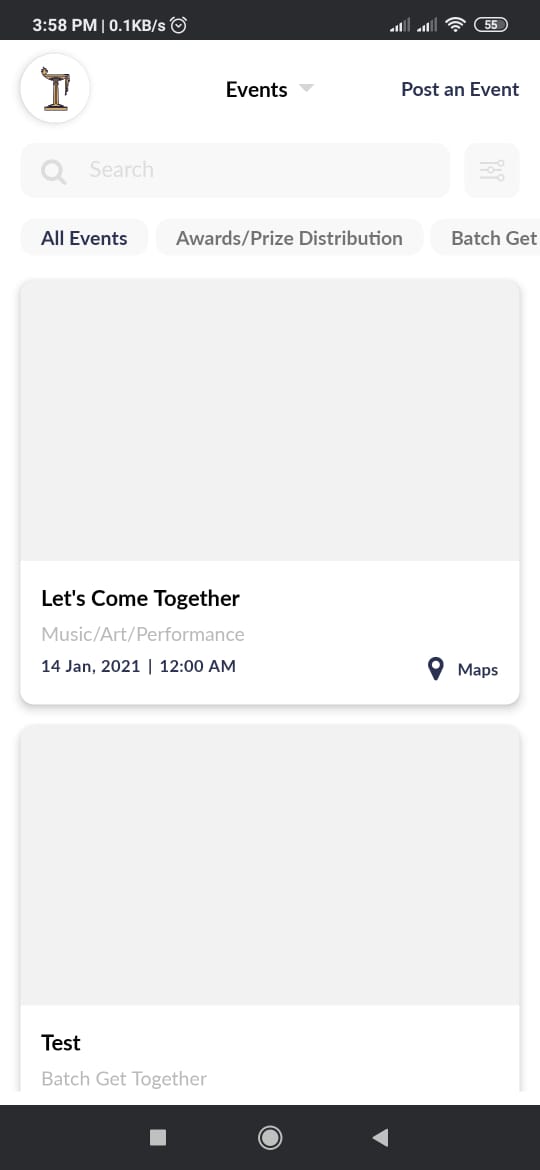 3:58 PM | 0.1KB/s
55
Events
Post an Event
Search
All Events
Awards/Prize Distribution
Batch Get
Let's Come Together
Music/Art/Performance
14 Jan, 2021 | 12:00 AM
Maps
Test
Batch Get Together